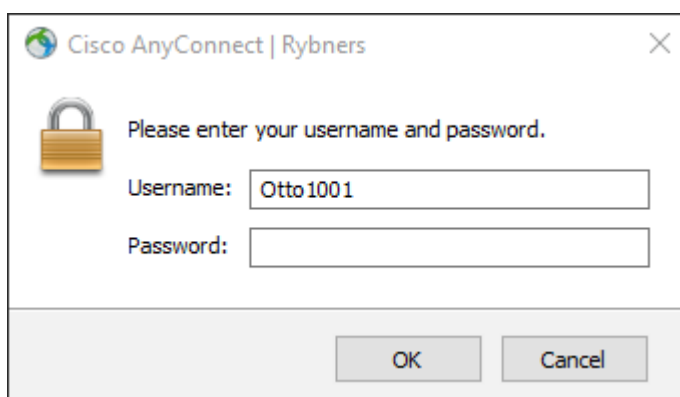 Cisco AnyConnect | Rybners
Please enter your username and password.
Username: Otto1001
Password:
OK Cancel